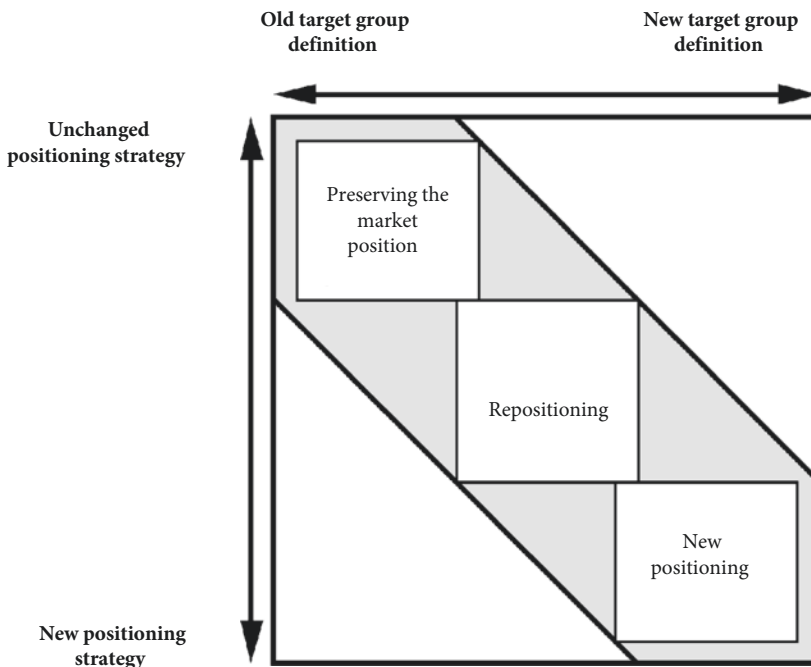 Old target group
definition
New target group
definition
Unchanged
positioning strategy
Preserving the
market
position
Repositioning
New
positioning
New positioning
strategy